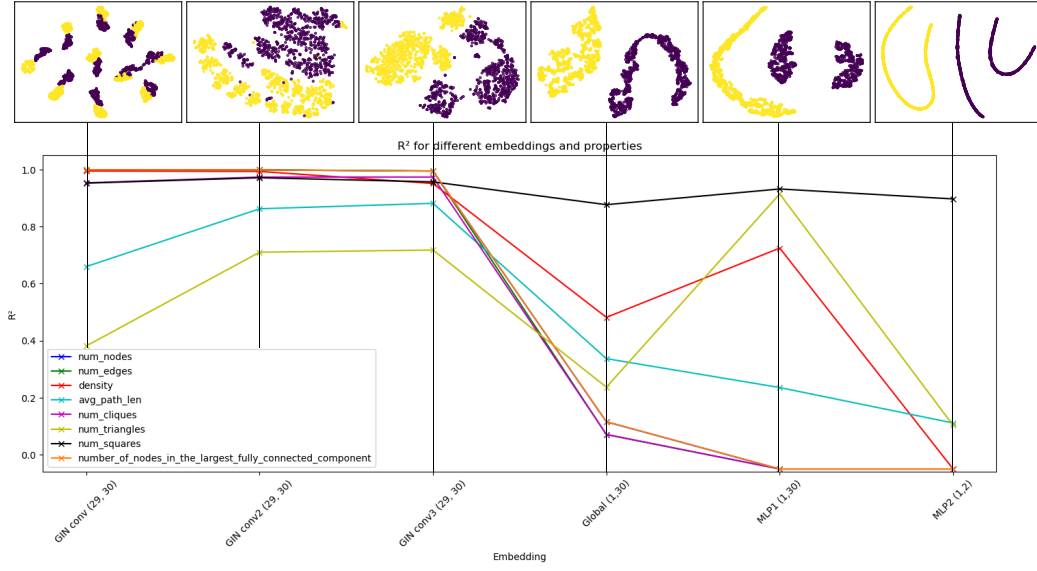 R² for different embeddings and properties
1.0
0.8
0.6
0.4
0.2
0.0
R²
num_nodes
num_edges
density
avg_path_len
num_cliques
num_triangles
num_squares
number_of_nodes_in_the_largest_fully_connected_component
GIN conv (29, 30)
GIN conv2 (29, 30)
GIN conv3 (29, 30)
Global (1,30)
MLP1 (1,30)
MLP2 (1,2)
Embedding